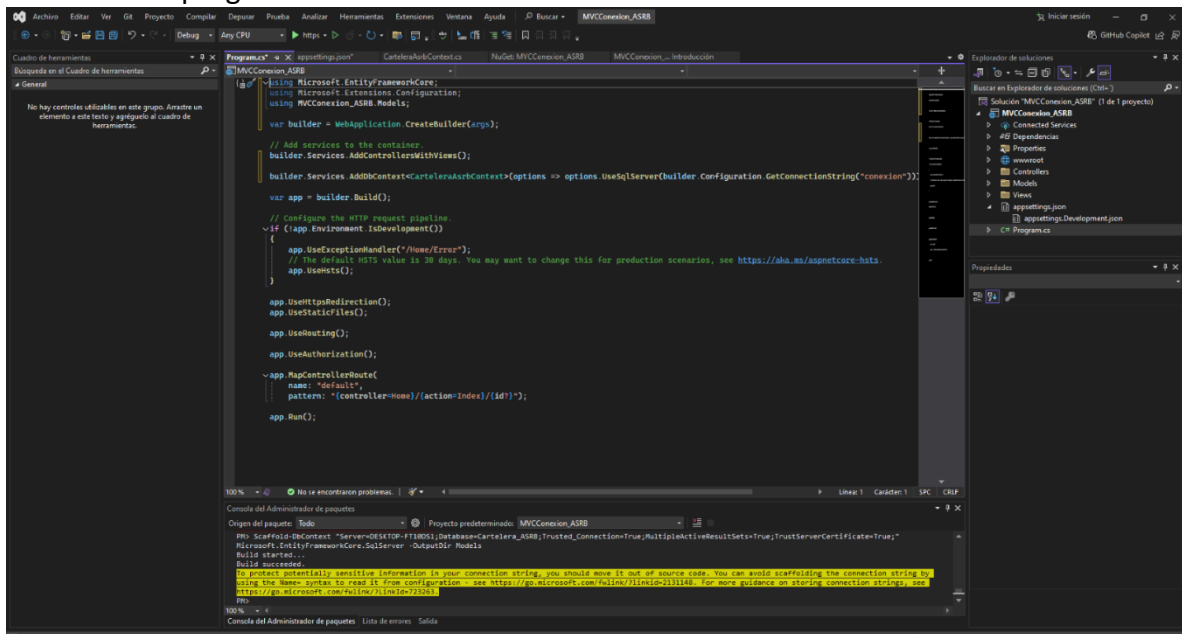 Archivo Editar Ver Git Proyecto Compilar Depurar Prueba Analizar Herramientas Extensiones Ventana Ayuda Buscar MVCConexion_ASRB Iniciar sesión
Debug Any CPU https GitHub Copilot
Cuadro de herramientas
Búsqueda en el Cuadro de herramientas
General
No hay controles utilizables en este grupo. Arrastre un
elemento a este texto y agréguelo al cuadro de
herramientas.
Program.cs* appsettings.json* CarteleraAsrbContext.cs NuGet: MVCConexion_ASRB MVCConexion_... Introducción
MVCConexion_ASRB
using Microsoft.EntityFrameworkCore;
using Microsoft.Extensions.Configuration;
using MVCConexion_ASRB.Models;
var builder = WebApplication.CreateBuilder(args);
// Add services to the container.
builder.Services.AddControllersWithViews();
builder.Services.AddDbContext<CarteleraAsrbContext>(options => options.UseSqlServer(builder.Configuration.GetConnectionString("conexion"))
var app = builder.Build();
// Configure the HTTP request pipeline.
if (!app.Environment.IsDevelopment())
{
app.UseExceptionHandler("/Home/Error");
// The default HSTS value is 30 days. You may want to change this for production scenarios, see https://aka.ms/aspnetcore-hsts.
app.UseHsts();
}
app.UseHttpsRedirection();
app.UseStaticFiles();
app.UseRouting();
app.UseAuthorization();
app.MapControllerRoute(
name: "default",
pattern: "{controller=Home}/{action=Index}/{id?}");
app.Run();
100 % No se encontraron problemas. Línea: 1 Carácter: 1 SPC CRLF
Consola del Administrador de paquetes
Origen del paquete: Todo Proyecto predeterminado: MVCConexion_ASRB
PM> Scaffold-DbContext "Server=DESKTOP-FT10DS1;Database=Cartelera_ASRB;Trusted_Connection=True;MultipleActiveResultSets=True;TrustServerCertificate=True;"
Microsoft.EntityFrameworkCore.SqlServer -OutputDir Models
Build started...
Build succeeded.
To protect potentially sensitive information in your connection string, you should move it out of source code. You can avoid scaffolding the connection string by
using the Name= syntax to read it from configuration - see https://go.microsoft.com/fwlink/?linkid=2131148. For more guidance on storing connection strings, see
https://go.microsoft.com/fwlink/?LinkId=723263.
PM>
100 %
Consola del Administrador de paquetes Lista de errores Salida
Explorador de soluciones
Buscar en Explorador de soluciones (Ctrl+´)
Solución "MVCConexion_ASRB" (1 de 1 proyecto)
MVCConexion_ASRB
Connected Services
Dependencias
Properties
wwwroot
Controllers
Models
Views
appsettings.json
appsettings.Development.json
C# Program.cs
Propiedades